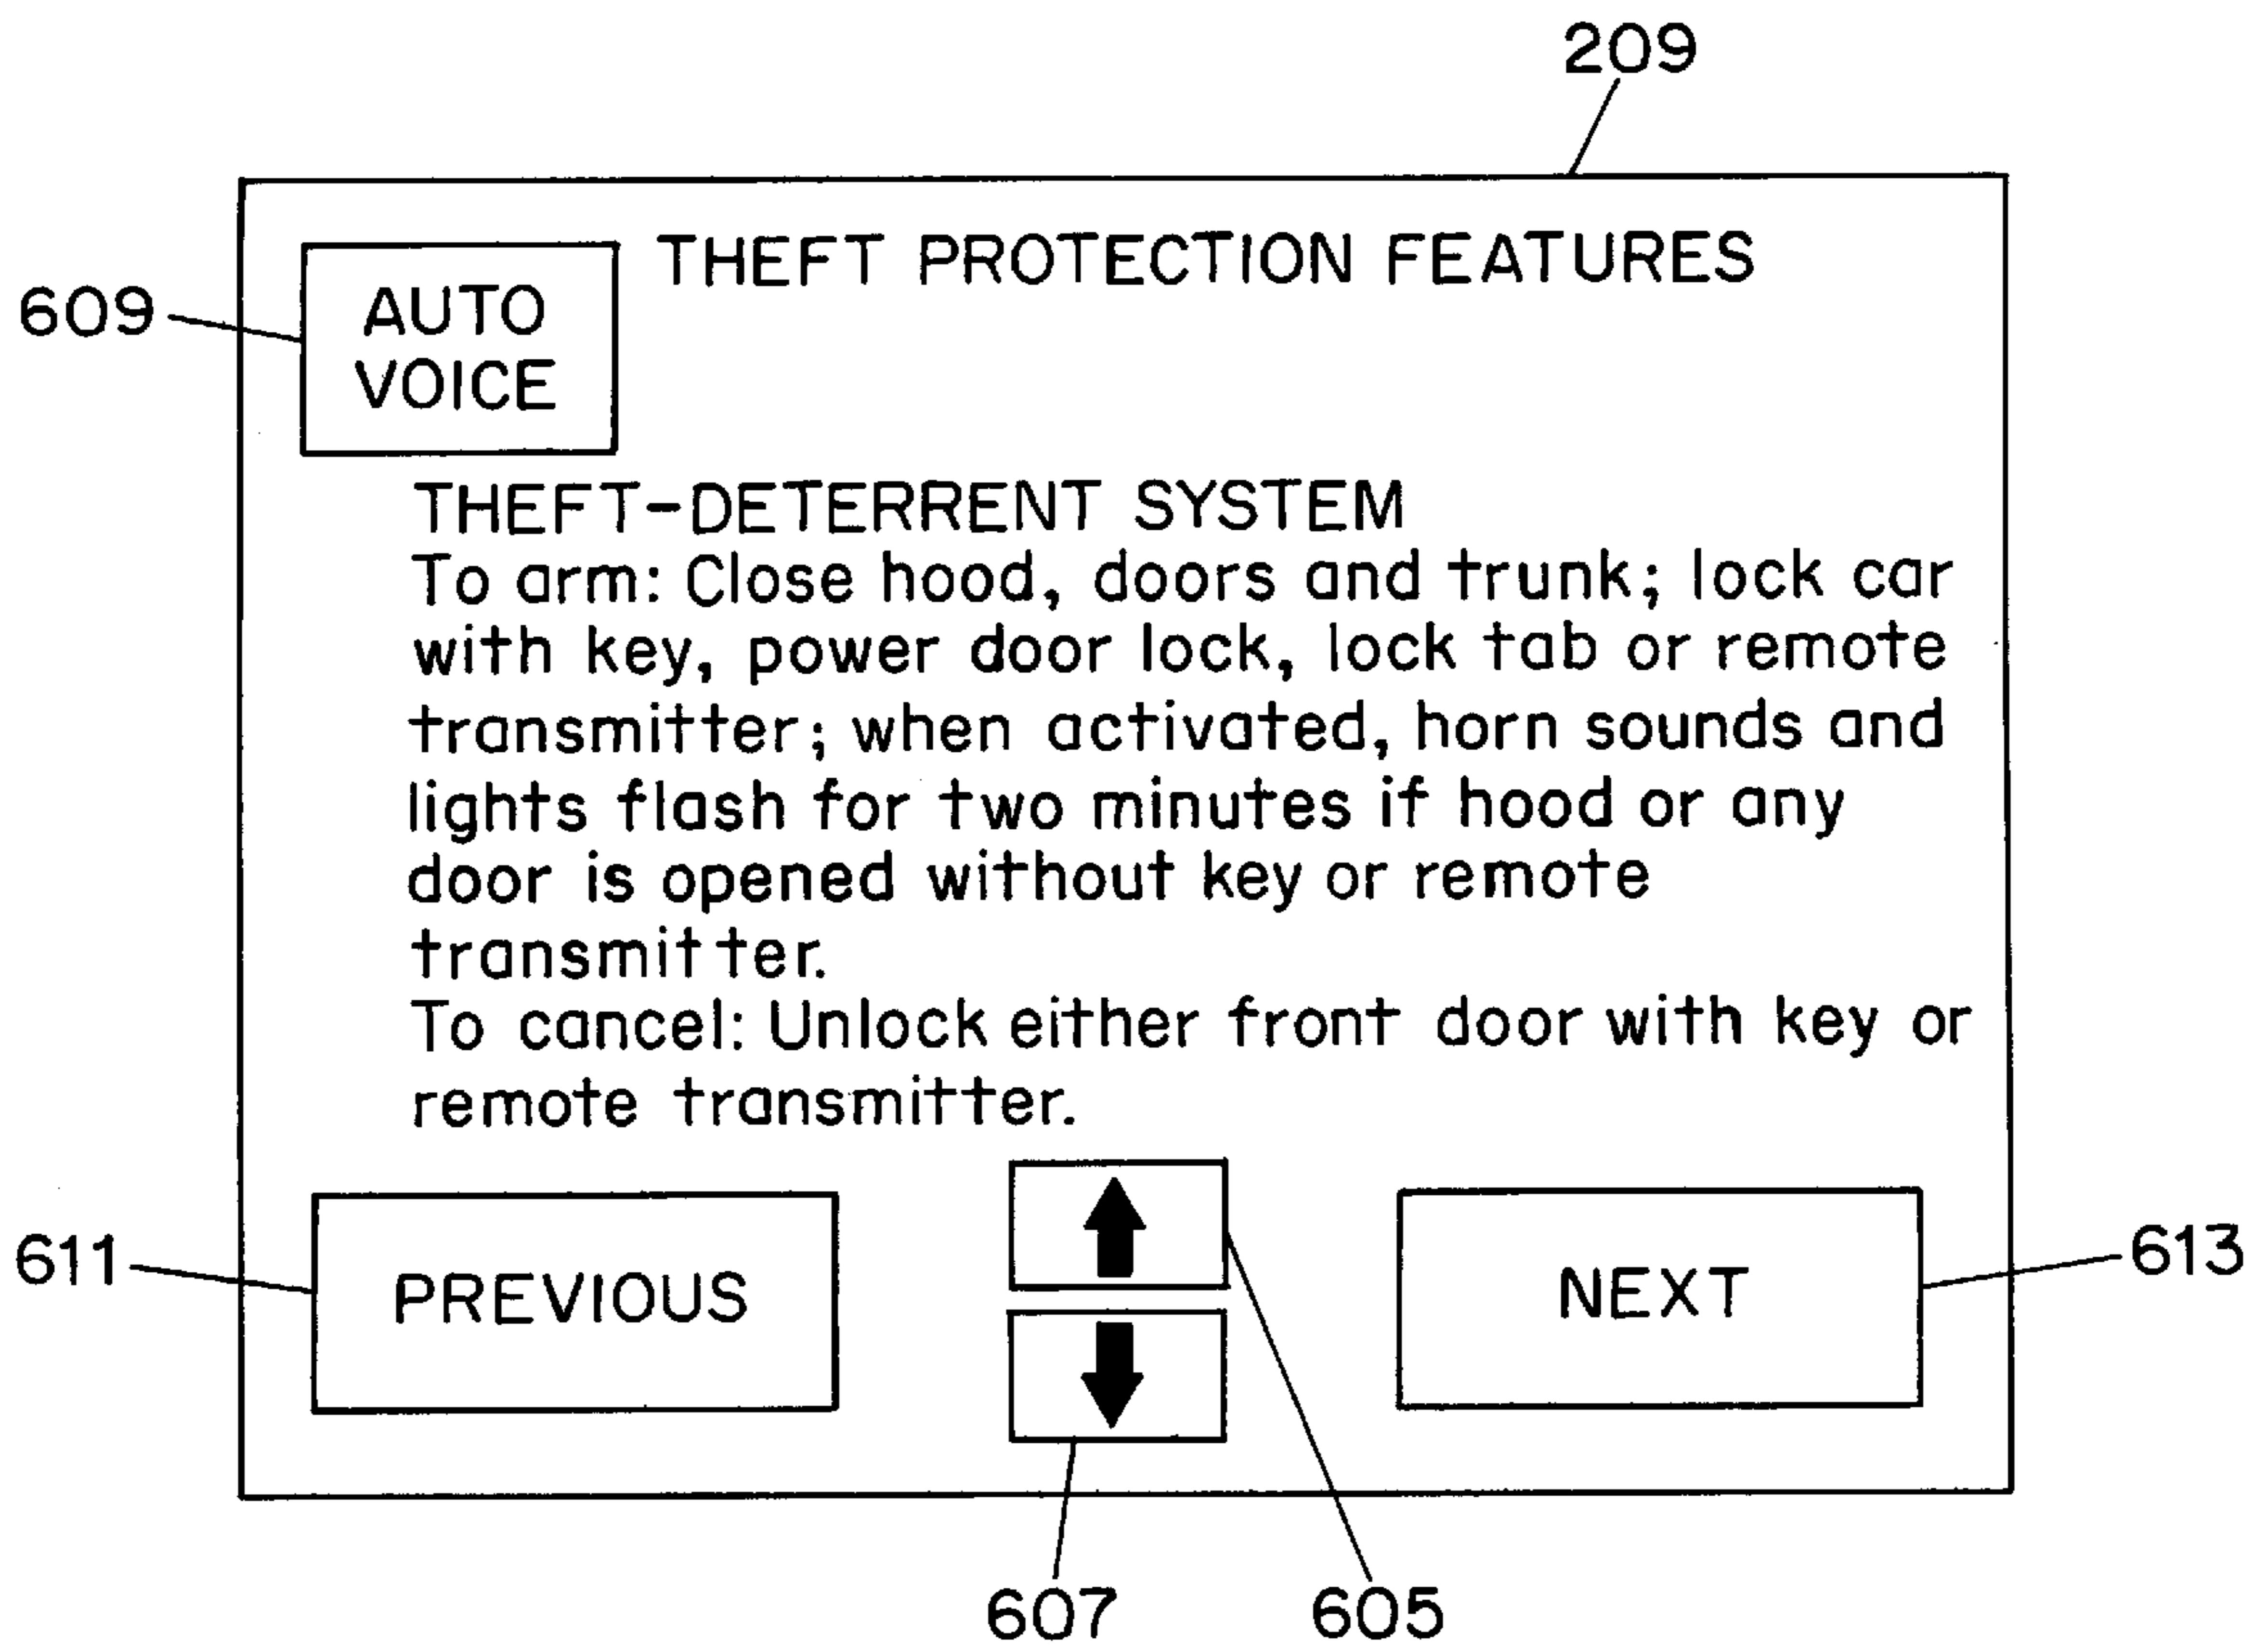 209
THEFT PROTECTION FEATURES
609
AUTO
VOICE
THEFT-DETERRENT SYSTEM
To arm: Close hood, doors and trunk; lock car
with key, power door lock, lock tab or remote
transmitter; when activated, horn sounds and
lights flash for two minutes if hood or any
door is opened without key or remote
transmitter.
To cancel: Unlock either front door with key or
remote transmitter.
611
PREVIOUS
NEXT
613
607
605